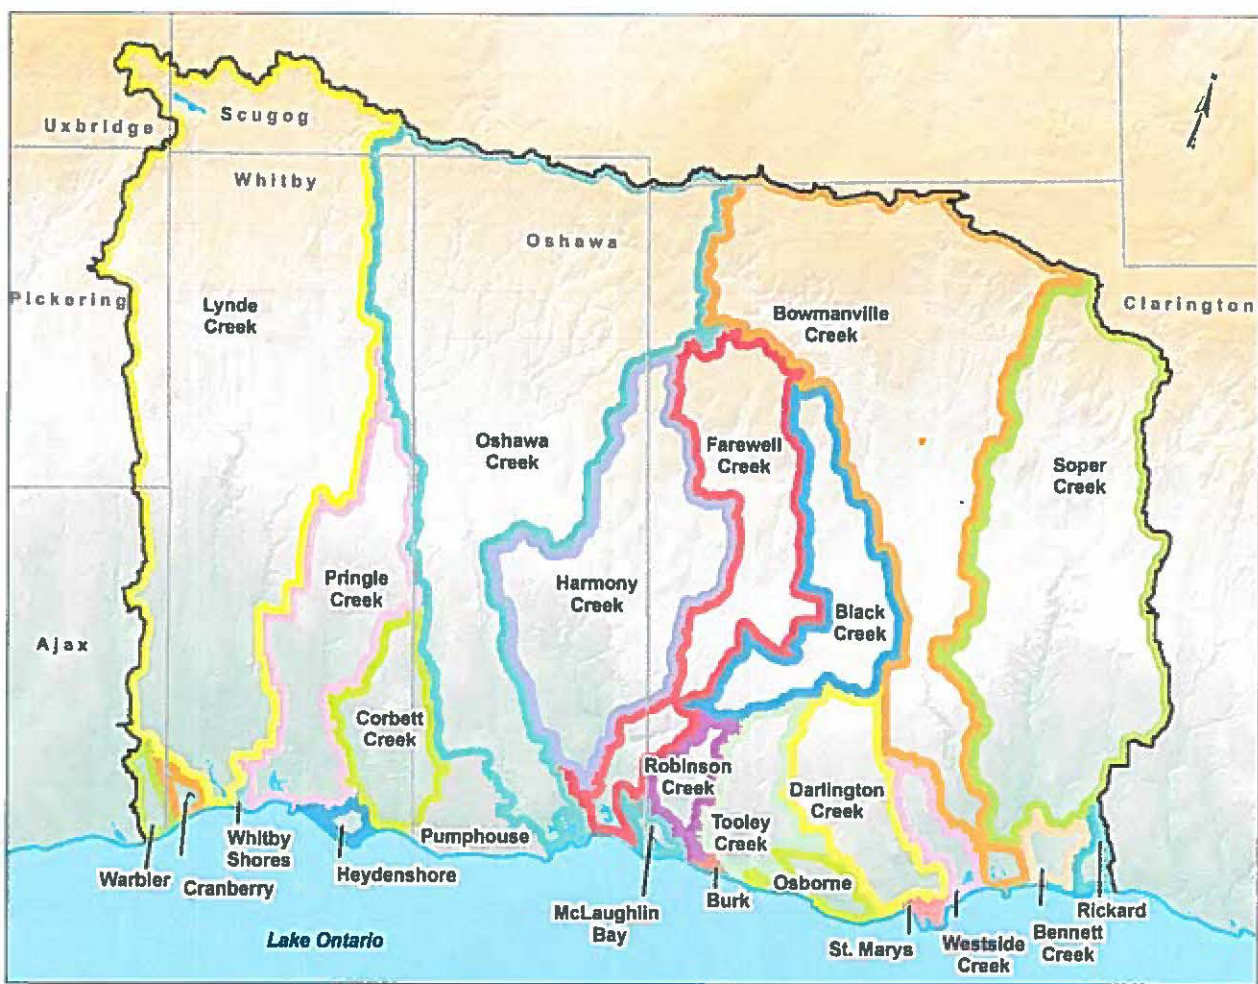 Scugog
Uxbridge
Whitby
Oshawa
Pickering
Clarington
Lynde
Creek
Bowmanville
Creek
Oshawa
Creek
Farewell
Creek
Soper
Creek
Pringle
Creek
Harmony
Creek
Black
Creek
Ajax
Corbett
Creek
Robinson
Creek
Darlington
Creek
Tooley
Creek
Pumphouse
Whitby
Shores
Heydenshore
Warbler
Cranberry
Osborne
Burk
McLaughlin
Bay
Rickard
Bennett
Creek
St. Marys
Westside
Creek
Lake Ontario